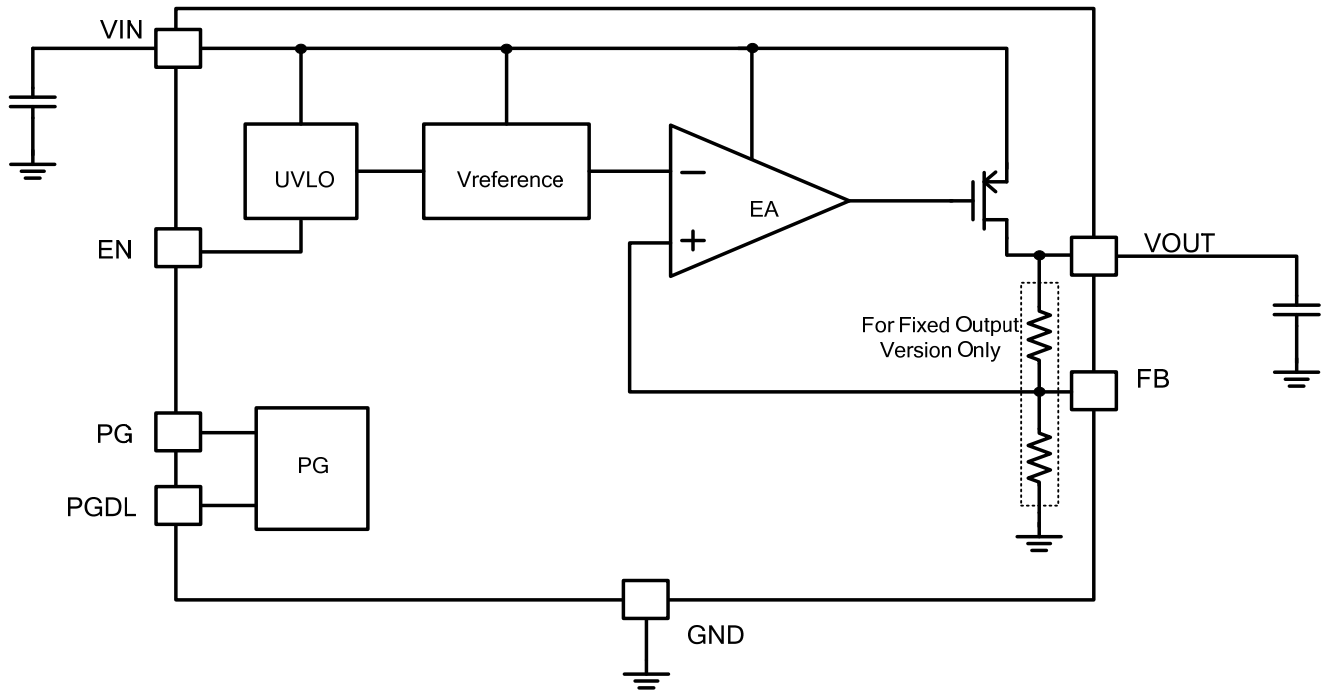 VIN
UVLO
Vreference
−
EA
+
EN
VOUT
For Fixed Output
Version Only
FB
PG
PG
PGDL
GND